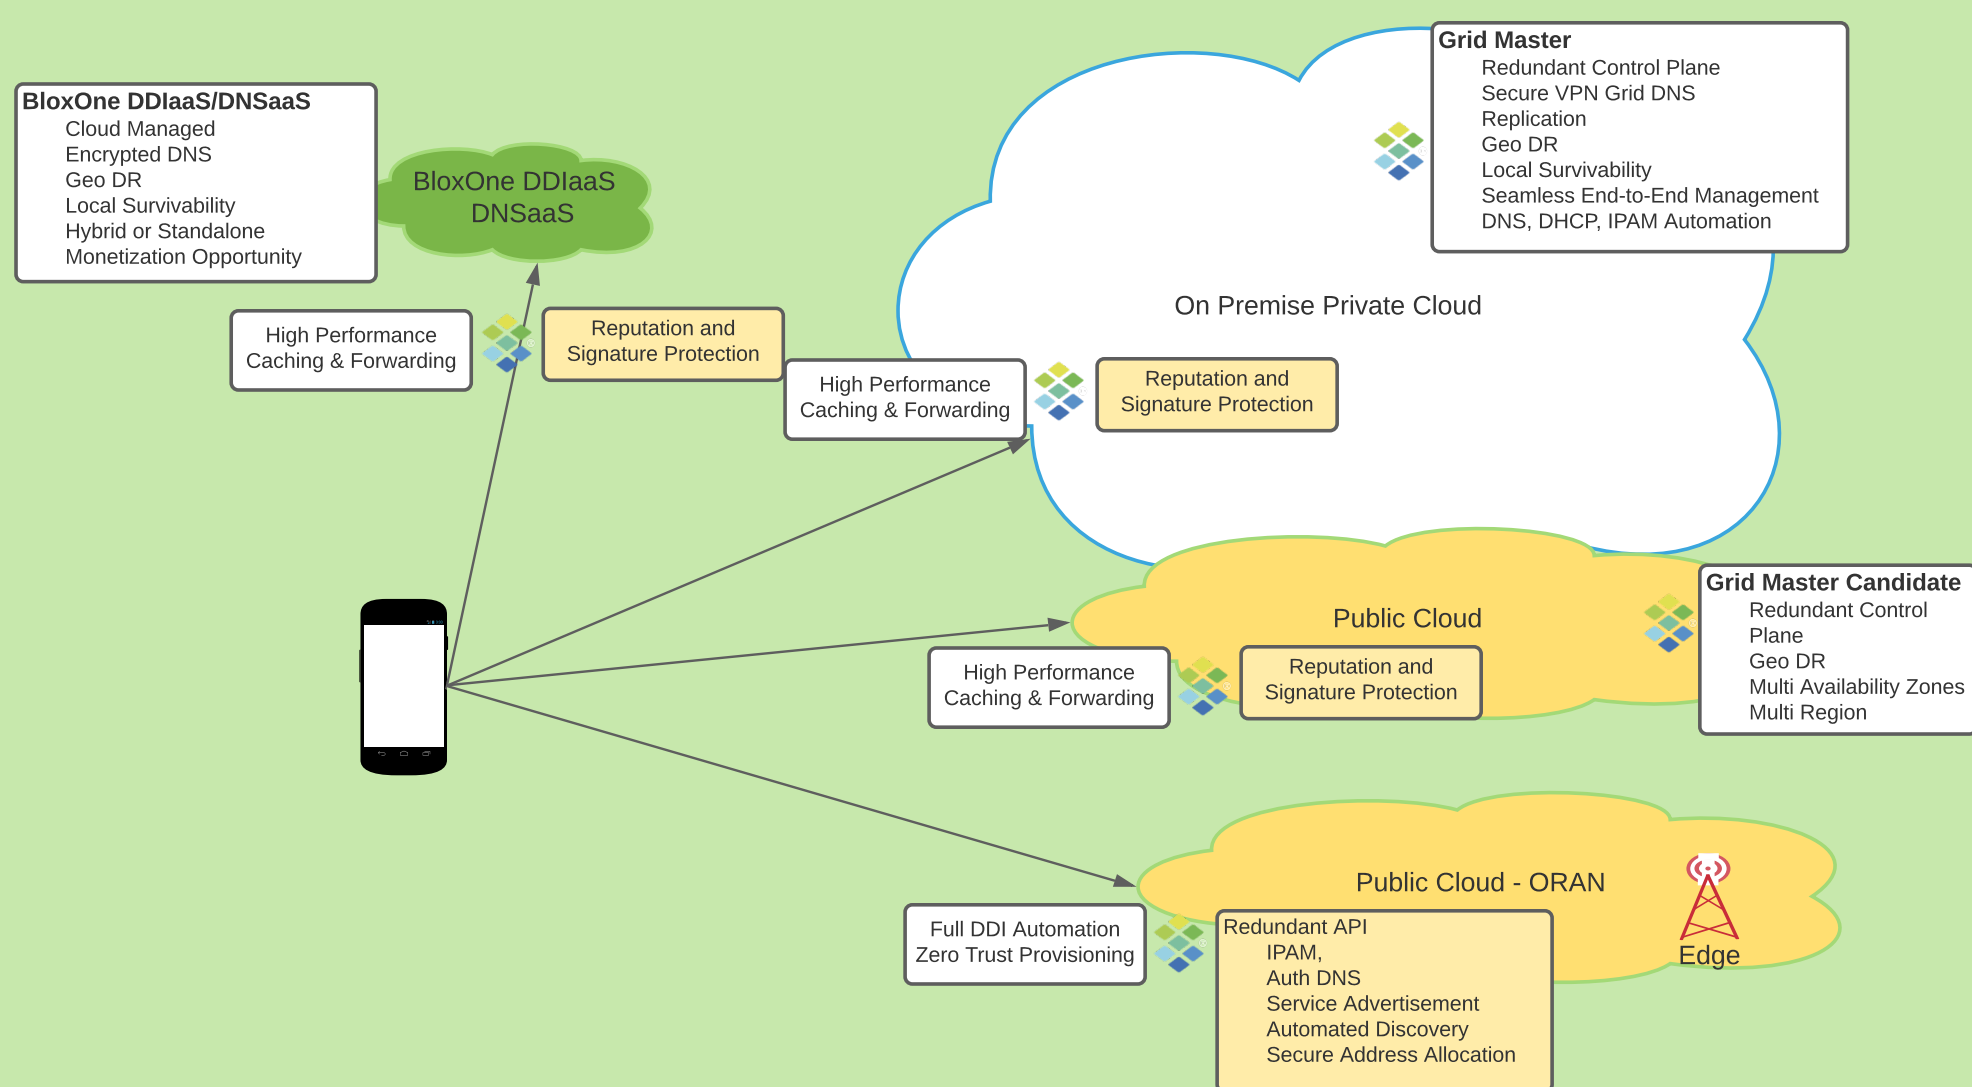 BloxOne DDIaaS/DNSaaS
Cloud Managed
Encrypted DNS
Geo DR
Local Survivability
Hybrid or Standalone
Monetization Opportunity
BloxOne DDIaaS
DNSaaS
High Performance
Caching & Forwarding
Reputation and
Signature Protection
Grid Master
Redundant Control Plane
Secure VPN Grid DNS
Replication
Geo DR
Local Survivability
Seamless End-to-End Management
DNS, DHCP, IPAM Automation
On Premise Private Cloud
High Performance
Caching & Forwarding
Reputation and
Signature Protection
Public Cloud
High Performance
Caching & Forwarding
Reputation and
Signature Protection
Grid Master Candidate
Redundant Control
Plane
Geo DR
Multi Availability Zones
Multi Region
Public Cloud - ORAN
Edge
Full DDI Automation
Zero Trust Provisioning
Redundant API
IPAM,
Auth DNS
Service Advertisement
Automated Discovery
Secure Address Allocation